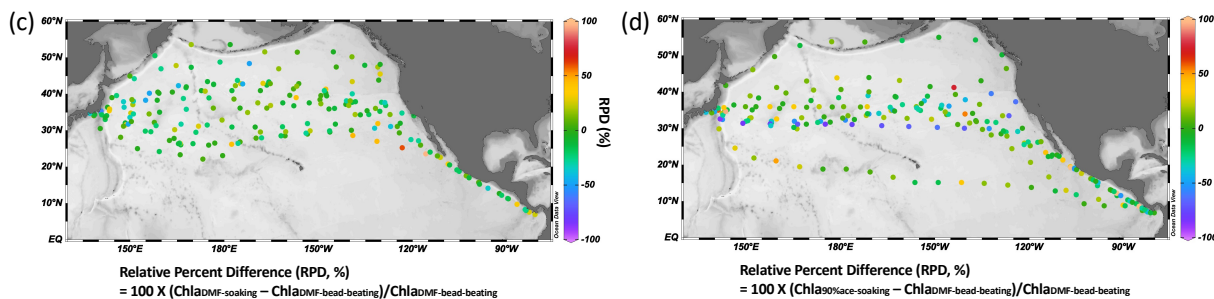 (c)
60°N
50°N
40°N
30°N
20°N
10°N
EQ
150°E
180°E
150°W
120°W
90°W
100
50
0
-50
-100
RPD (%)
Ocean Data View
Relative Percent Difference (RPD, %)
= 100 X (ChlaDMF-soaking – ChlaDMF-bead-beating)/ChlaDMF-bead-beating
(d)
60°N
50°N
40°N
30°N
20°N
10°N
EQ
150°E
180°E
150°W
120°W
90°W
100
50
0
-50
-100
RPD (%)
Ocean Data View
Relative Percent Difference (RPD, %)
= 100 X (Chla90%ace-soaking – ChlaDMF-bead-beating)/ChlaDMF-bead-beating